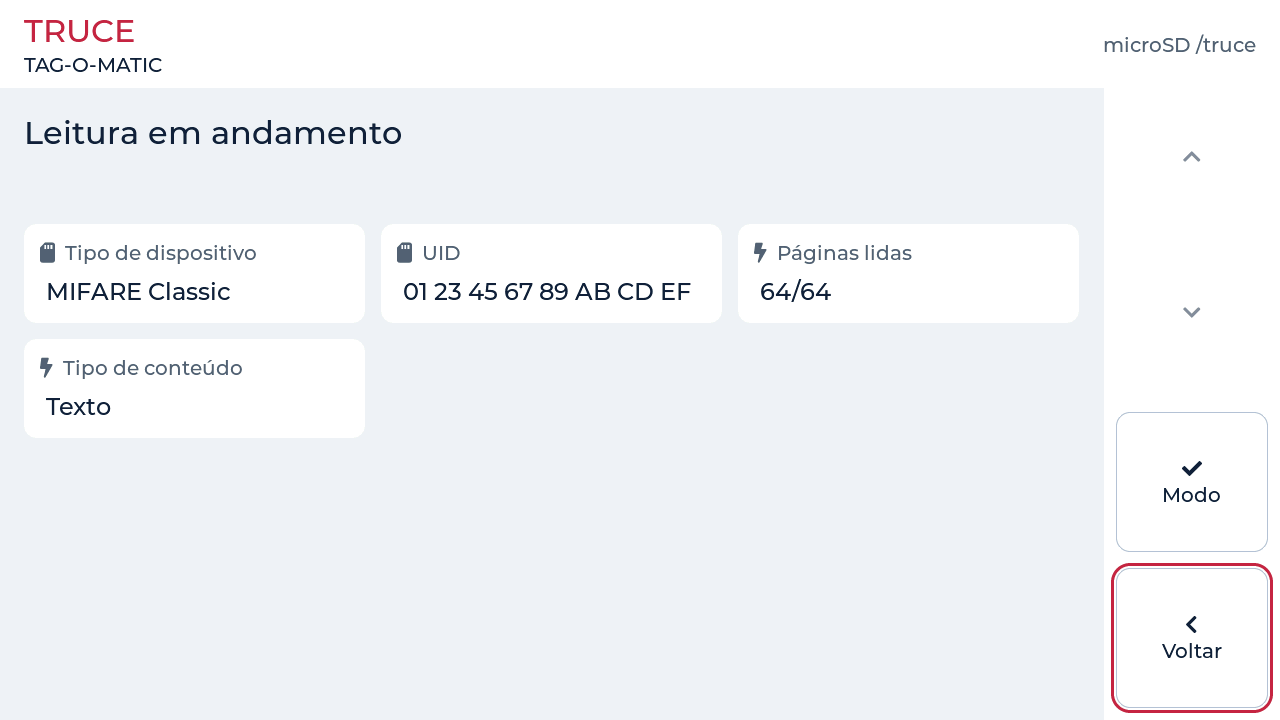 TRUCE
TAG-O-MATIC
microSD /truce
Leitura em andamento
Tipo de dispositivo
MIFARE Classic
UID
01 23 45 67 89 AB CD EF
Páginas lidas
64/64
Tipo de conteúdo
Texto
Modo
Voltar